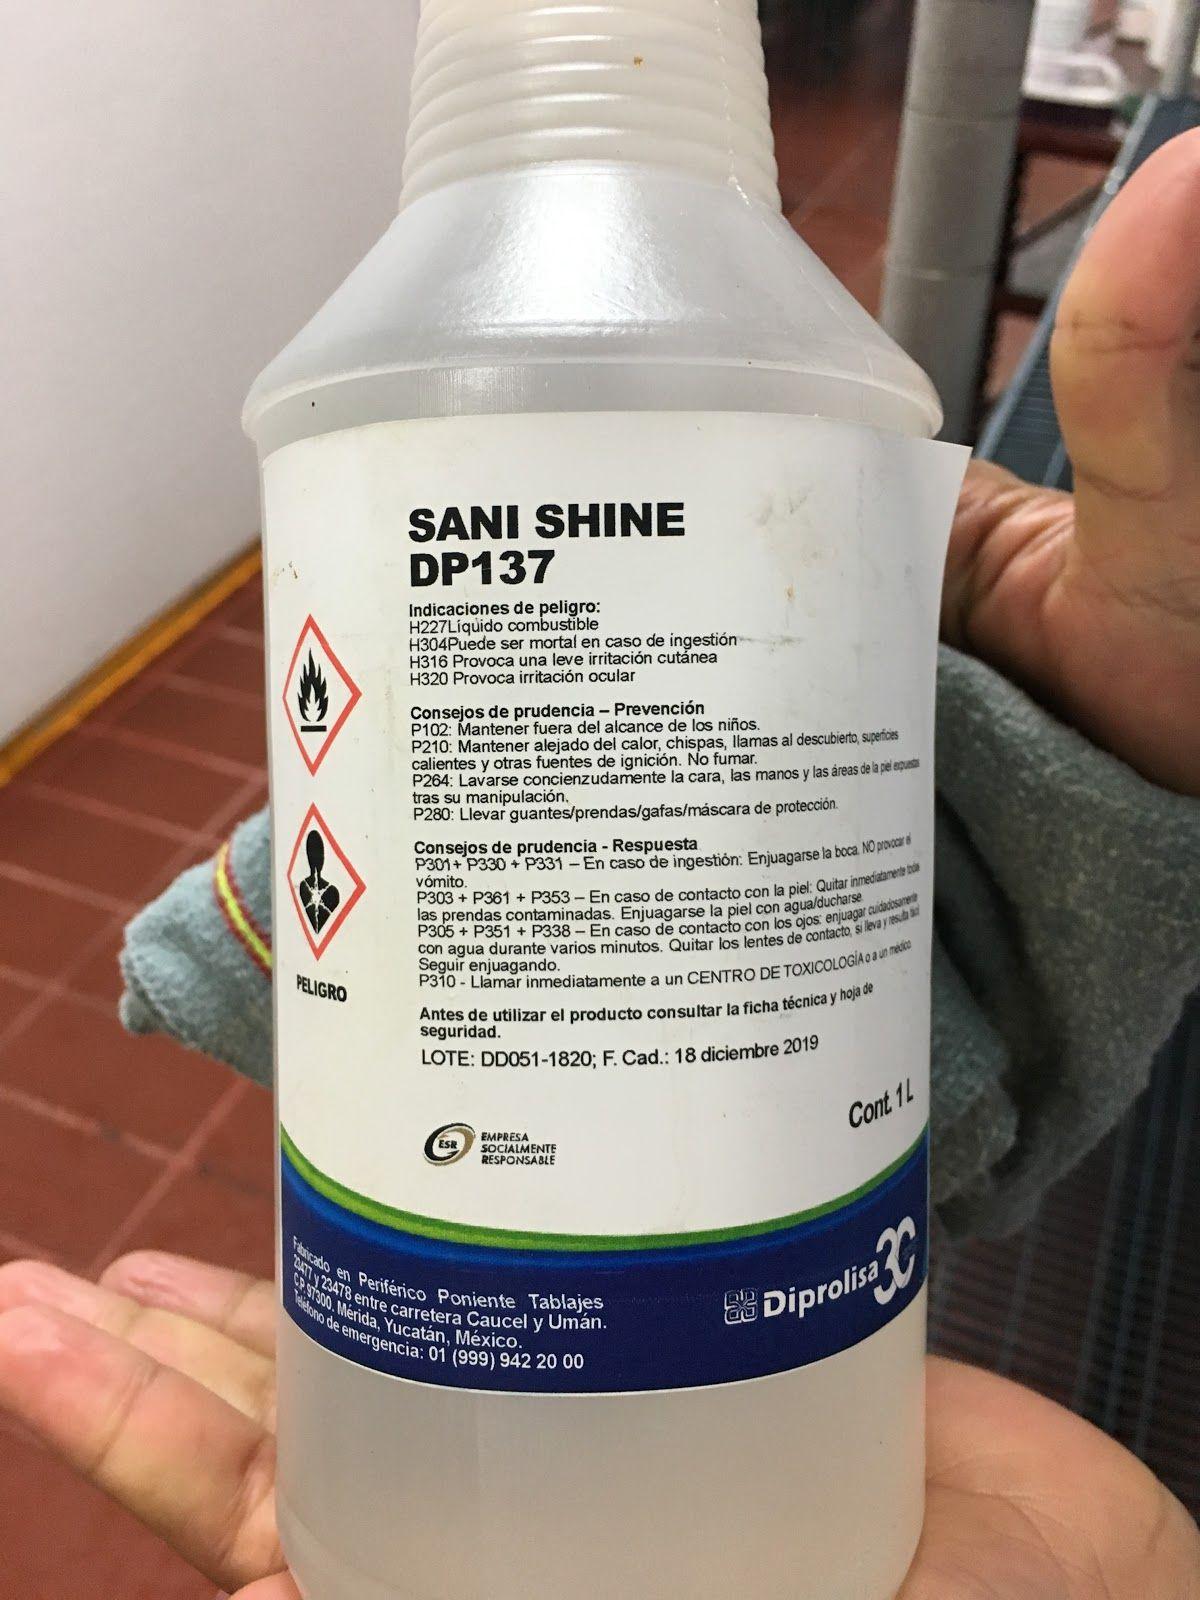 SANI SHINE
DP137
Indicaciones de peligro:
H227Líquido combustible
H304Puede ser mortal en caso de ingestión
H316 Provoca una leve irritación cutánea
H320 Provoca irritación ocular
Consejos de prudencia – Prevención
P102: Mantener fuera del alcance de los niños.
P210: Mantener alejado del calor, chispas, llamas al descubierto, superficies
calientes y otras fuentes de ignición. No fumar.
P264: Lavarse concienzudamente la cara, las manos y las áreas de la piel expuestas
tras su manipulación.
P280: Llevar guantes/prendas/gafas/máscara de protección.
Consejos de prudencia - Respuesta
P301+ P330 + P331 – En caso de ingestión: Enjuagarse la boca. NO provocar el
vómito.
P303 + P361 + P353 – En caso de contacto con la piel: Quitar inmediatamente todas
las prendas contaminadas. Enjuagarse la piel con agua/ducharse.
P305 + P351 + P338 – En caso de contacto con los ojos: enjuagar cuidadosamente
con agua durante varios minutos. Quitar los lentes de contacto, si lleva y resulta fácil
Seguir enjuagando.
P310 - Llamar inmediatamente a un CENTRO DE TOXICOLOGÍA o a un médico.
PELIGRO
Antes de utilizar el producto consultar la ficha técnica y hoja de
seguridad.
LOTE: DD051-1820; F. Cad.: 18 diciembre 2019
Cont. 1 L
ESR
EMPRESA
SOCIALMENTE
RESPONSABLE
Fabricado en Periférico Poniente Tablajes
23477 y 23478 entre carretera Caucel y Umán.
C.P. 97300, Mérida, Yucatán, México.
Teléfono de emergencia: 01 (999) 942 20 00
Diprolisa